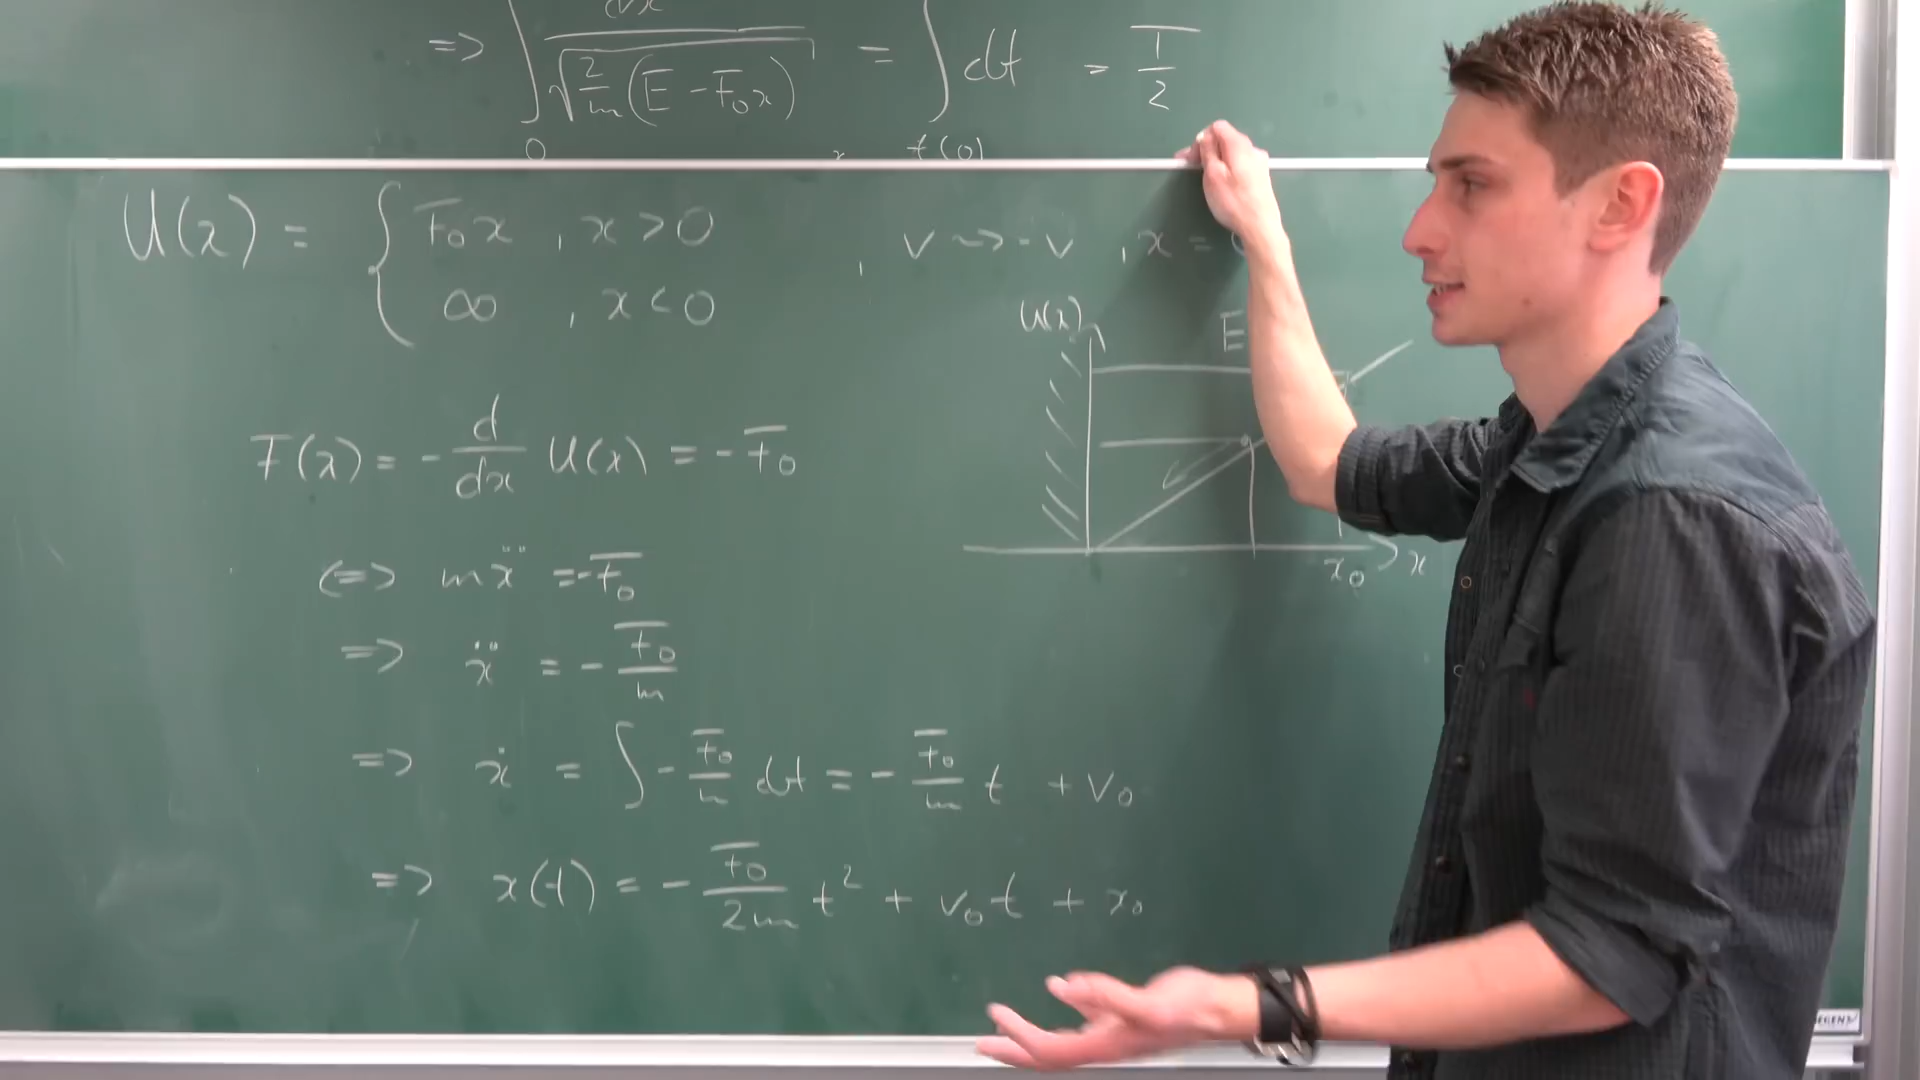 => ∫₀ dx / √(2/m (E - F₀x)) = ∫ₜ₍₀₎ dt = T/2
U(x) = { F₀x , x > 0
∞ , x < 0
, v ~> -v , x = 0
U(x)
E
x₀ x
F(x) = - d/dx U(x) = - F₀
<=> mẍ = -F₀
=> ẍ = - F₀/m
=> ẋ = ∫ - F₀/m dt = - F₀/m t + v₀
=> x(t) = - F₀/2m t² + v₀t + x₀